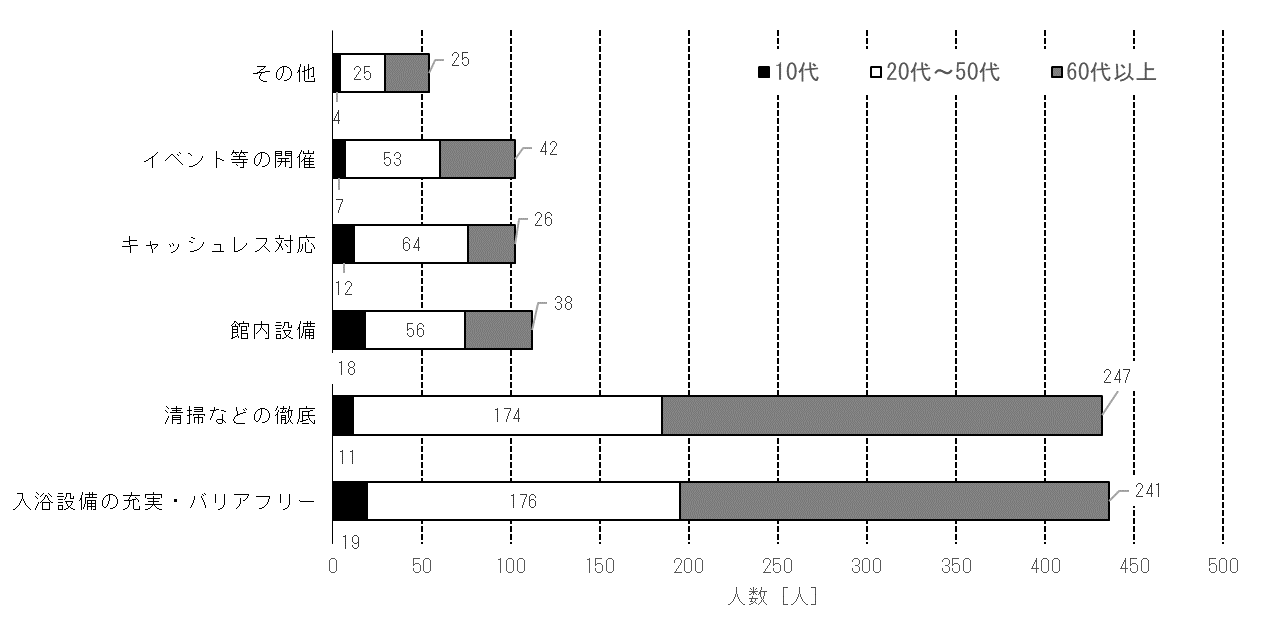 10代 20代～50代 60代以上
その他 25 25
4
イベント等の開催 53 42
7
キャッシュレス対応 64 26
12
館内設備 56 38
18
清掃などの徹底 174 247
11
入浴設備の充実・バリアフリー 176 241
19
0 50 100 150 200 250 300 350 400 450 500
人数［人］